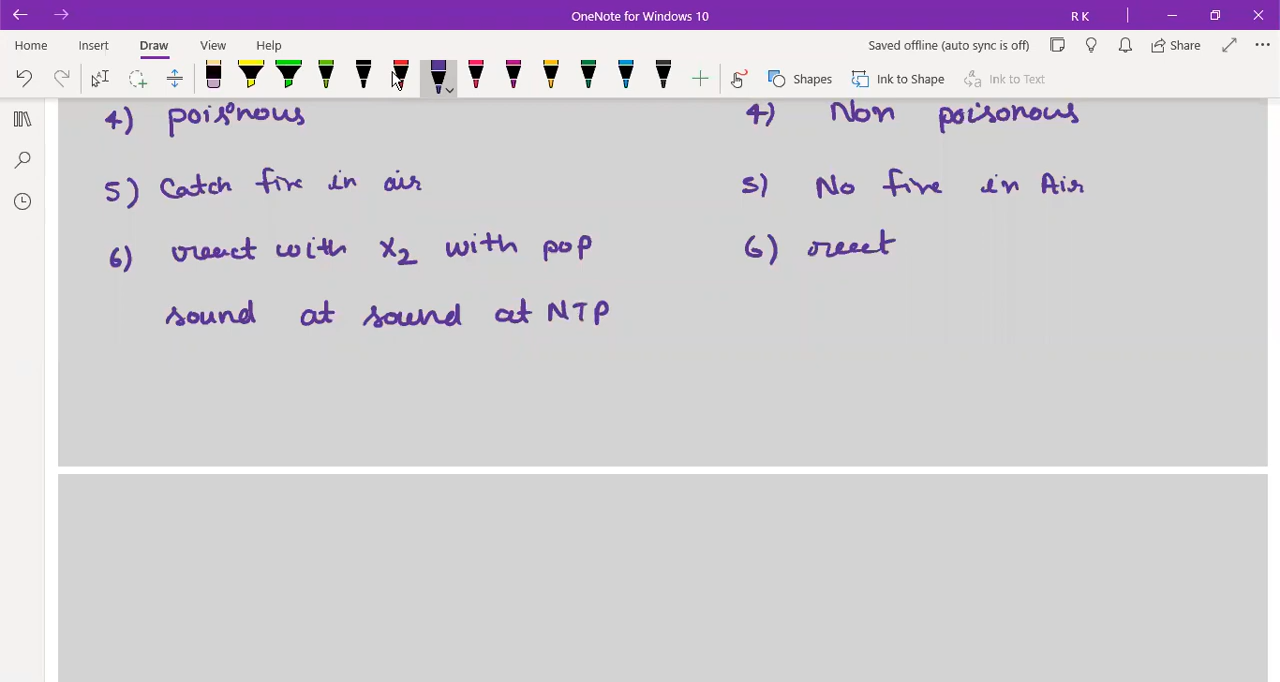 OneNote for Windows 10
R K
Home Insert Draw View Help
Saved offline (auto sync is off) Share
Shapes Ink to Shape Ink to Text
4) poisonous
4) Non poisonous
5) Catch fire in air
5) No fire in Air
6) react with X2 with pop
6) react
sound at sound at NTP